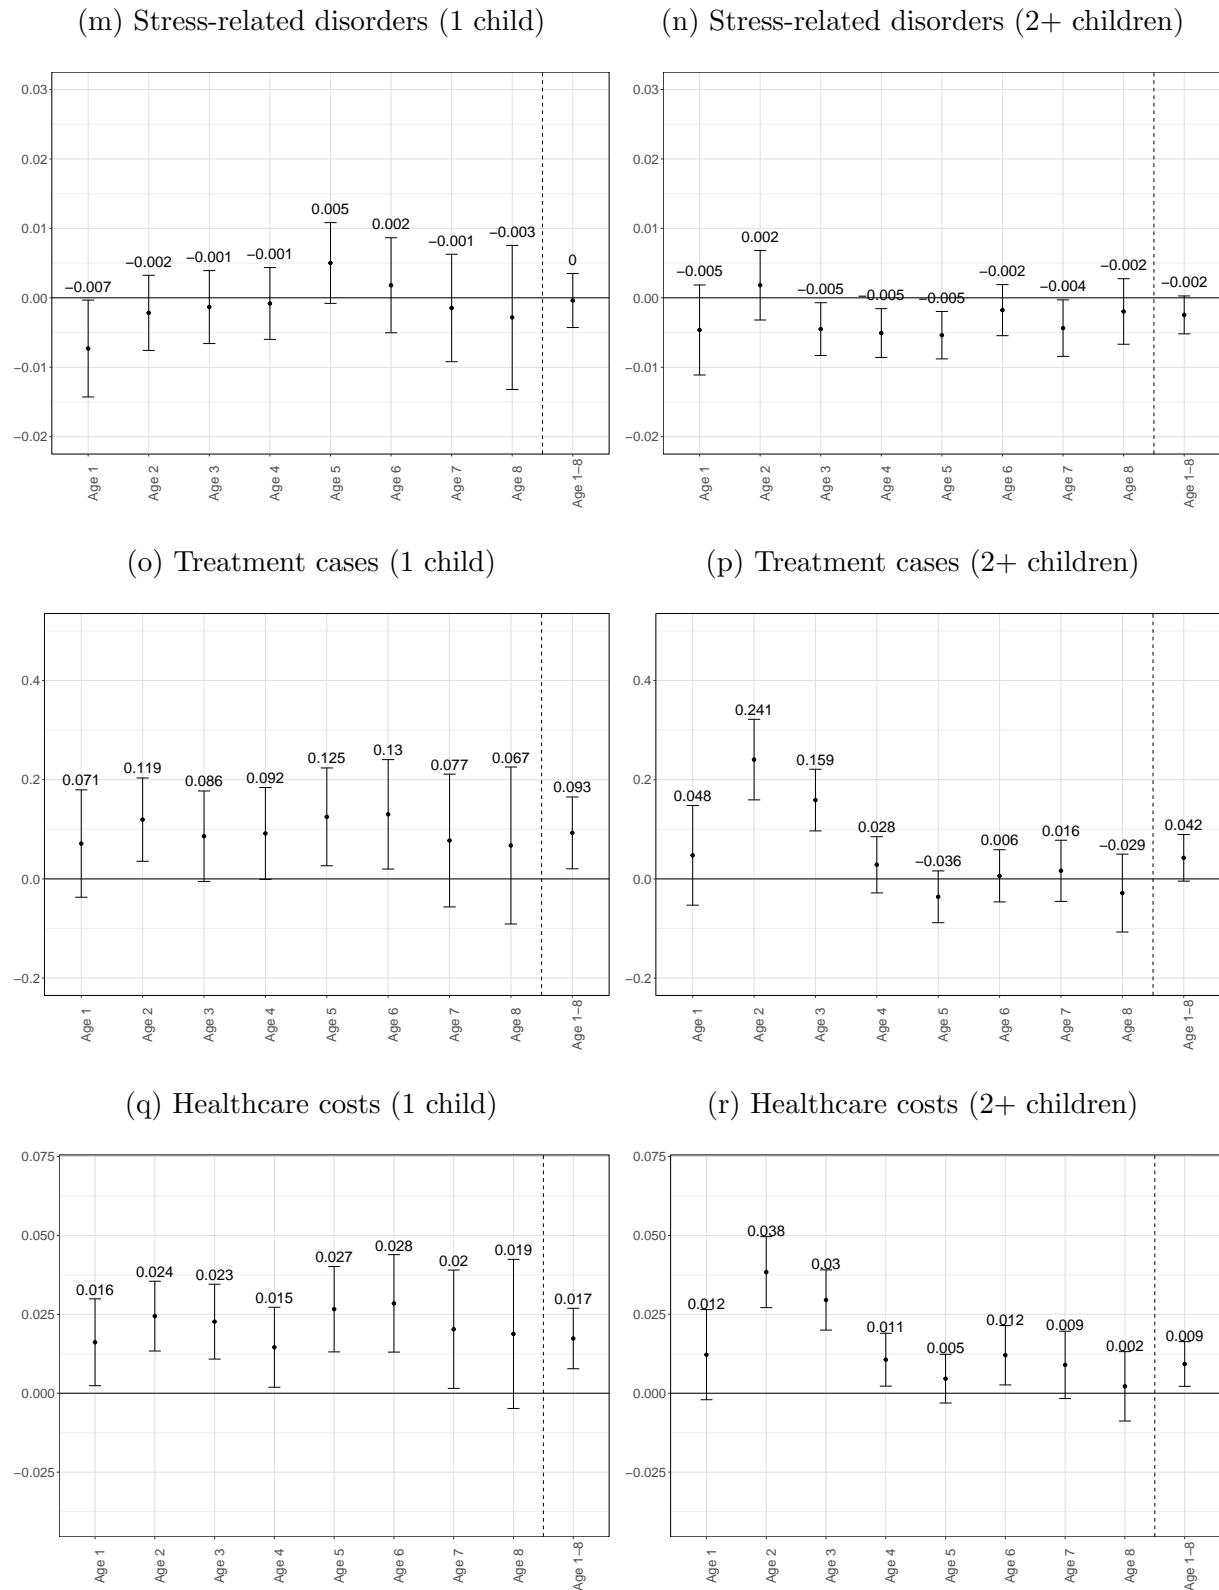 (m) Stress-related disorders (1 child)
(n) Stress-related disorders (2+ children)
0.03
0.02
0.01
0.00
−0.01
−0.02
−0.007
−0.002
−0.001
−0.001
0.005
0.002
−0.001
−0.003
0
Age 1
Age 2
Age 3
Age 4
Age 5
Age 6
Age 7
Age 8
Age 1−8
0.03
0.02
0.01
0.00
−0.01
−0.02
−0.005
0.002
−0.005
−0.005
−0.005
−0.002
−0.004
−0.002
−0.002
Age 1
Age 2
Age 3
Age 4
Age 5
Age 6
Age 7
Age 8
Age 1−8
(o) Treatment cases (1 child)
(p) Treatment cases (2+ children)
0.4
0.2
0.0
−0.2
0.071
0.119
0.086
0.092
0.125
0.13
0.077
0.067
0.093
Age 1
Age 2
Age 3
Age 4
Age 5
Age 6
Age 7
Age 8
Age 1−8
0.4
0.2
0.0
−0.2
0.048
0.241
0.159
0.028
−0.036
0.006
0.016
−0.029
0.042
Age 1
Age 2
Age 3
Age 4
Age 5
Age 6
Age 7
Age 8
Age 1−8
(q) Healthcare costs (1 child)
(r) Healthcare costs (2+ children)
0.075
0.050
0.025
0.000
−0.025
0.016
0.024
0.023
0.015
0.027
0.028
0.02
0.019
0.017
Age 1
Age 2
Age 3
Age 4
Age 5
Age 6
Age 7
Age 8
Age 1−8
0.075
0.050
0.025
0.000
−0.025
0.012
0.038
0.03
0.011
0.005
0.012
0.009
0.002
0.009
Age 1
Age 2
Age 3
Age 4
Age 5
Age 6
Age 7
Age 8
Age 1−8